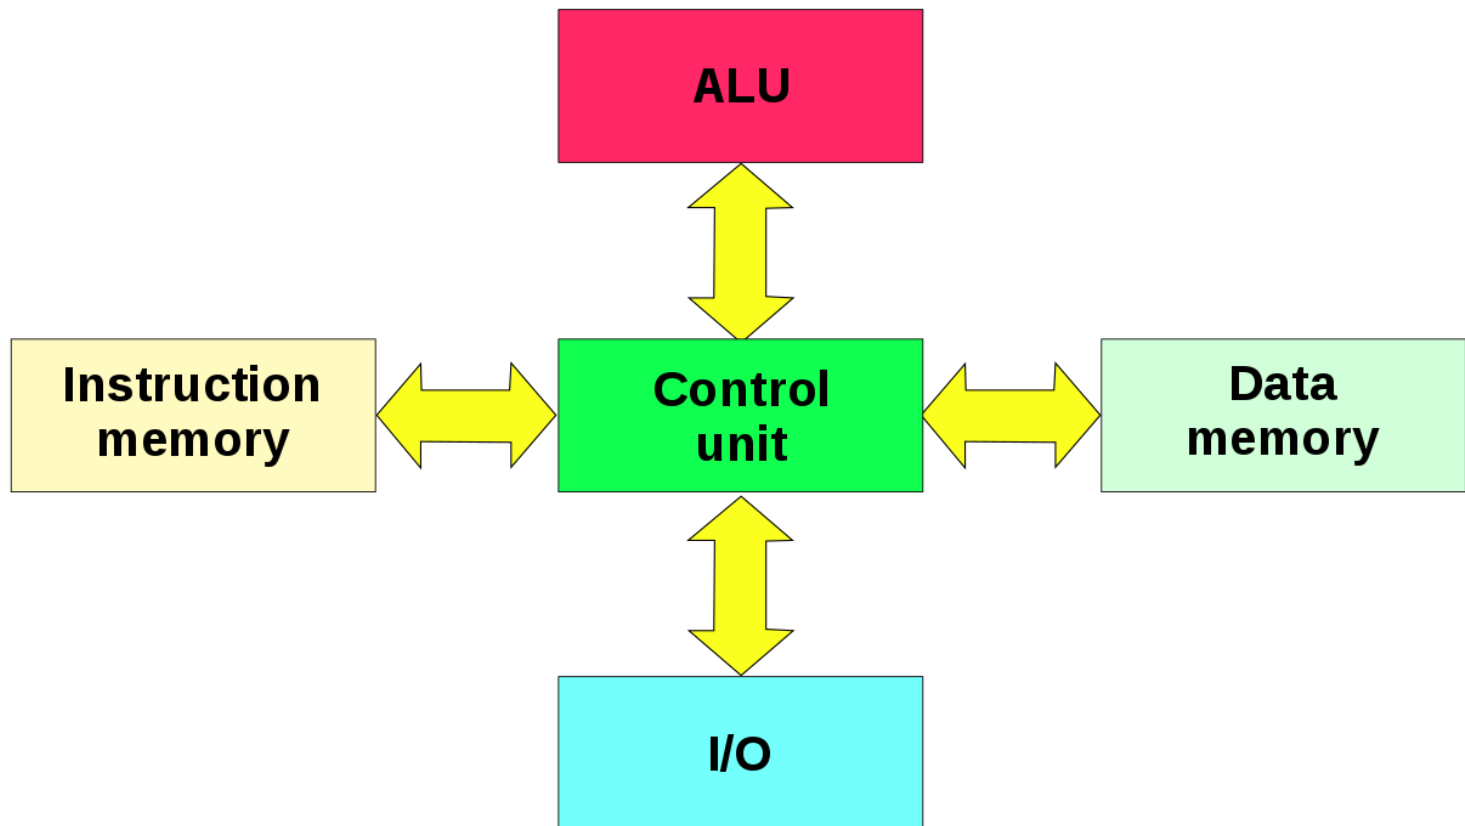 ALU
Instruction
memory
Control
unit
Data
memory
I/O